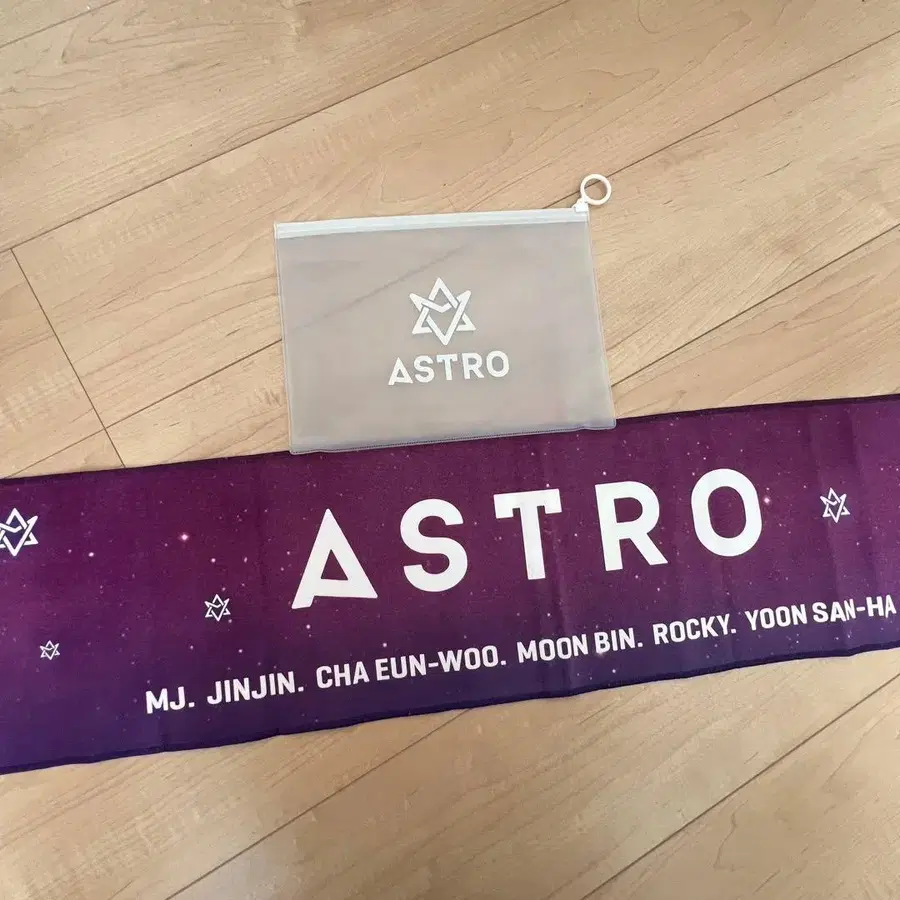 ASTRO
ASTRO
MJ. JINJIN. CHA EUN-WOO. MOON BIN. ROCKY. YOON SAN-HA